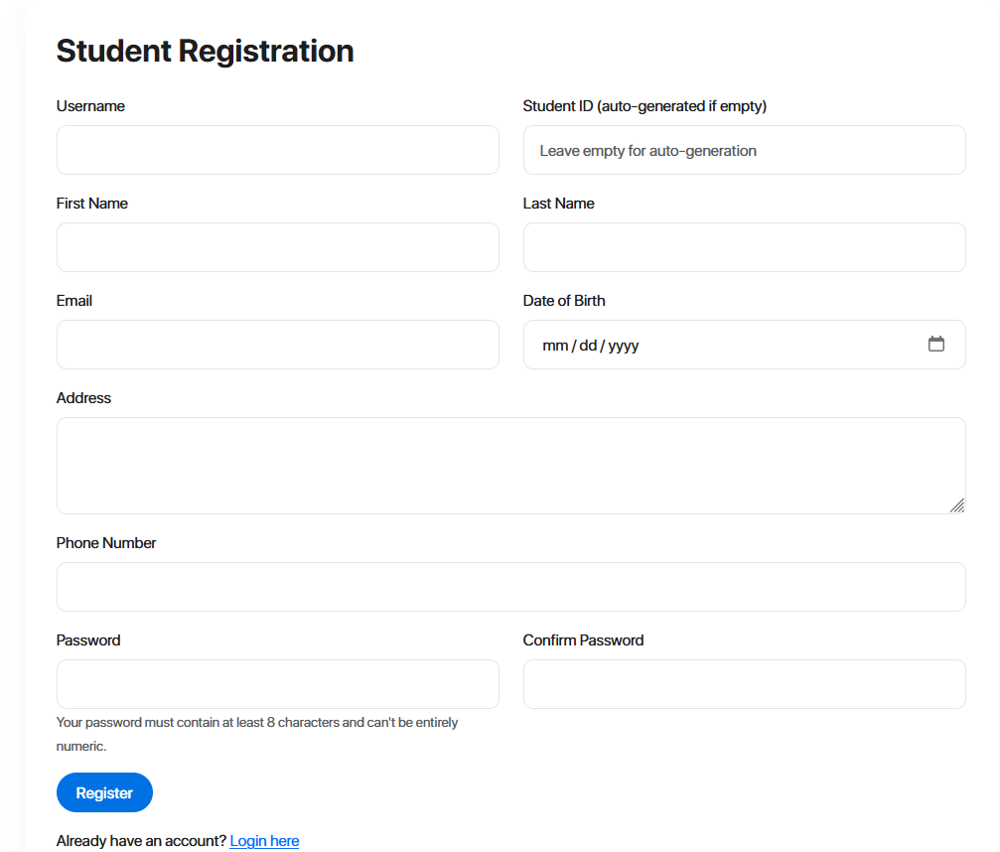 Student Registration
Username
Student ID (auto-generated if empty)
Leave empty for auto-generation
First Name
Last Name
Email
Date of Birth
mm / dd / yyyy
Address
Phone Number
Password
Confirm Password
Your password must contain at least 8 characters and can't be entirely
numeric.
Register
Already have an account? Login here